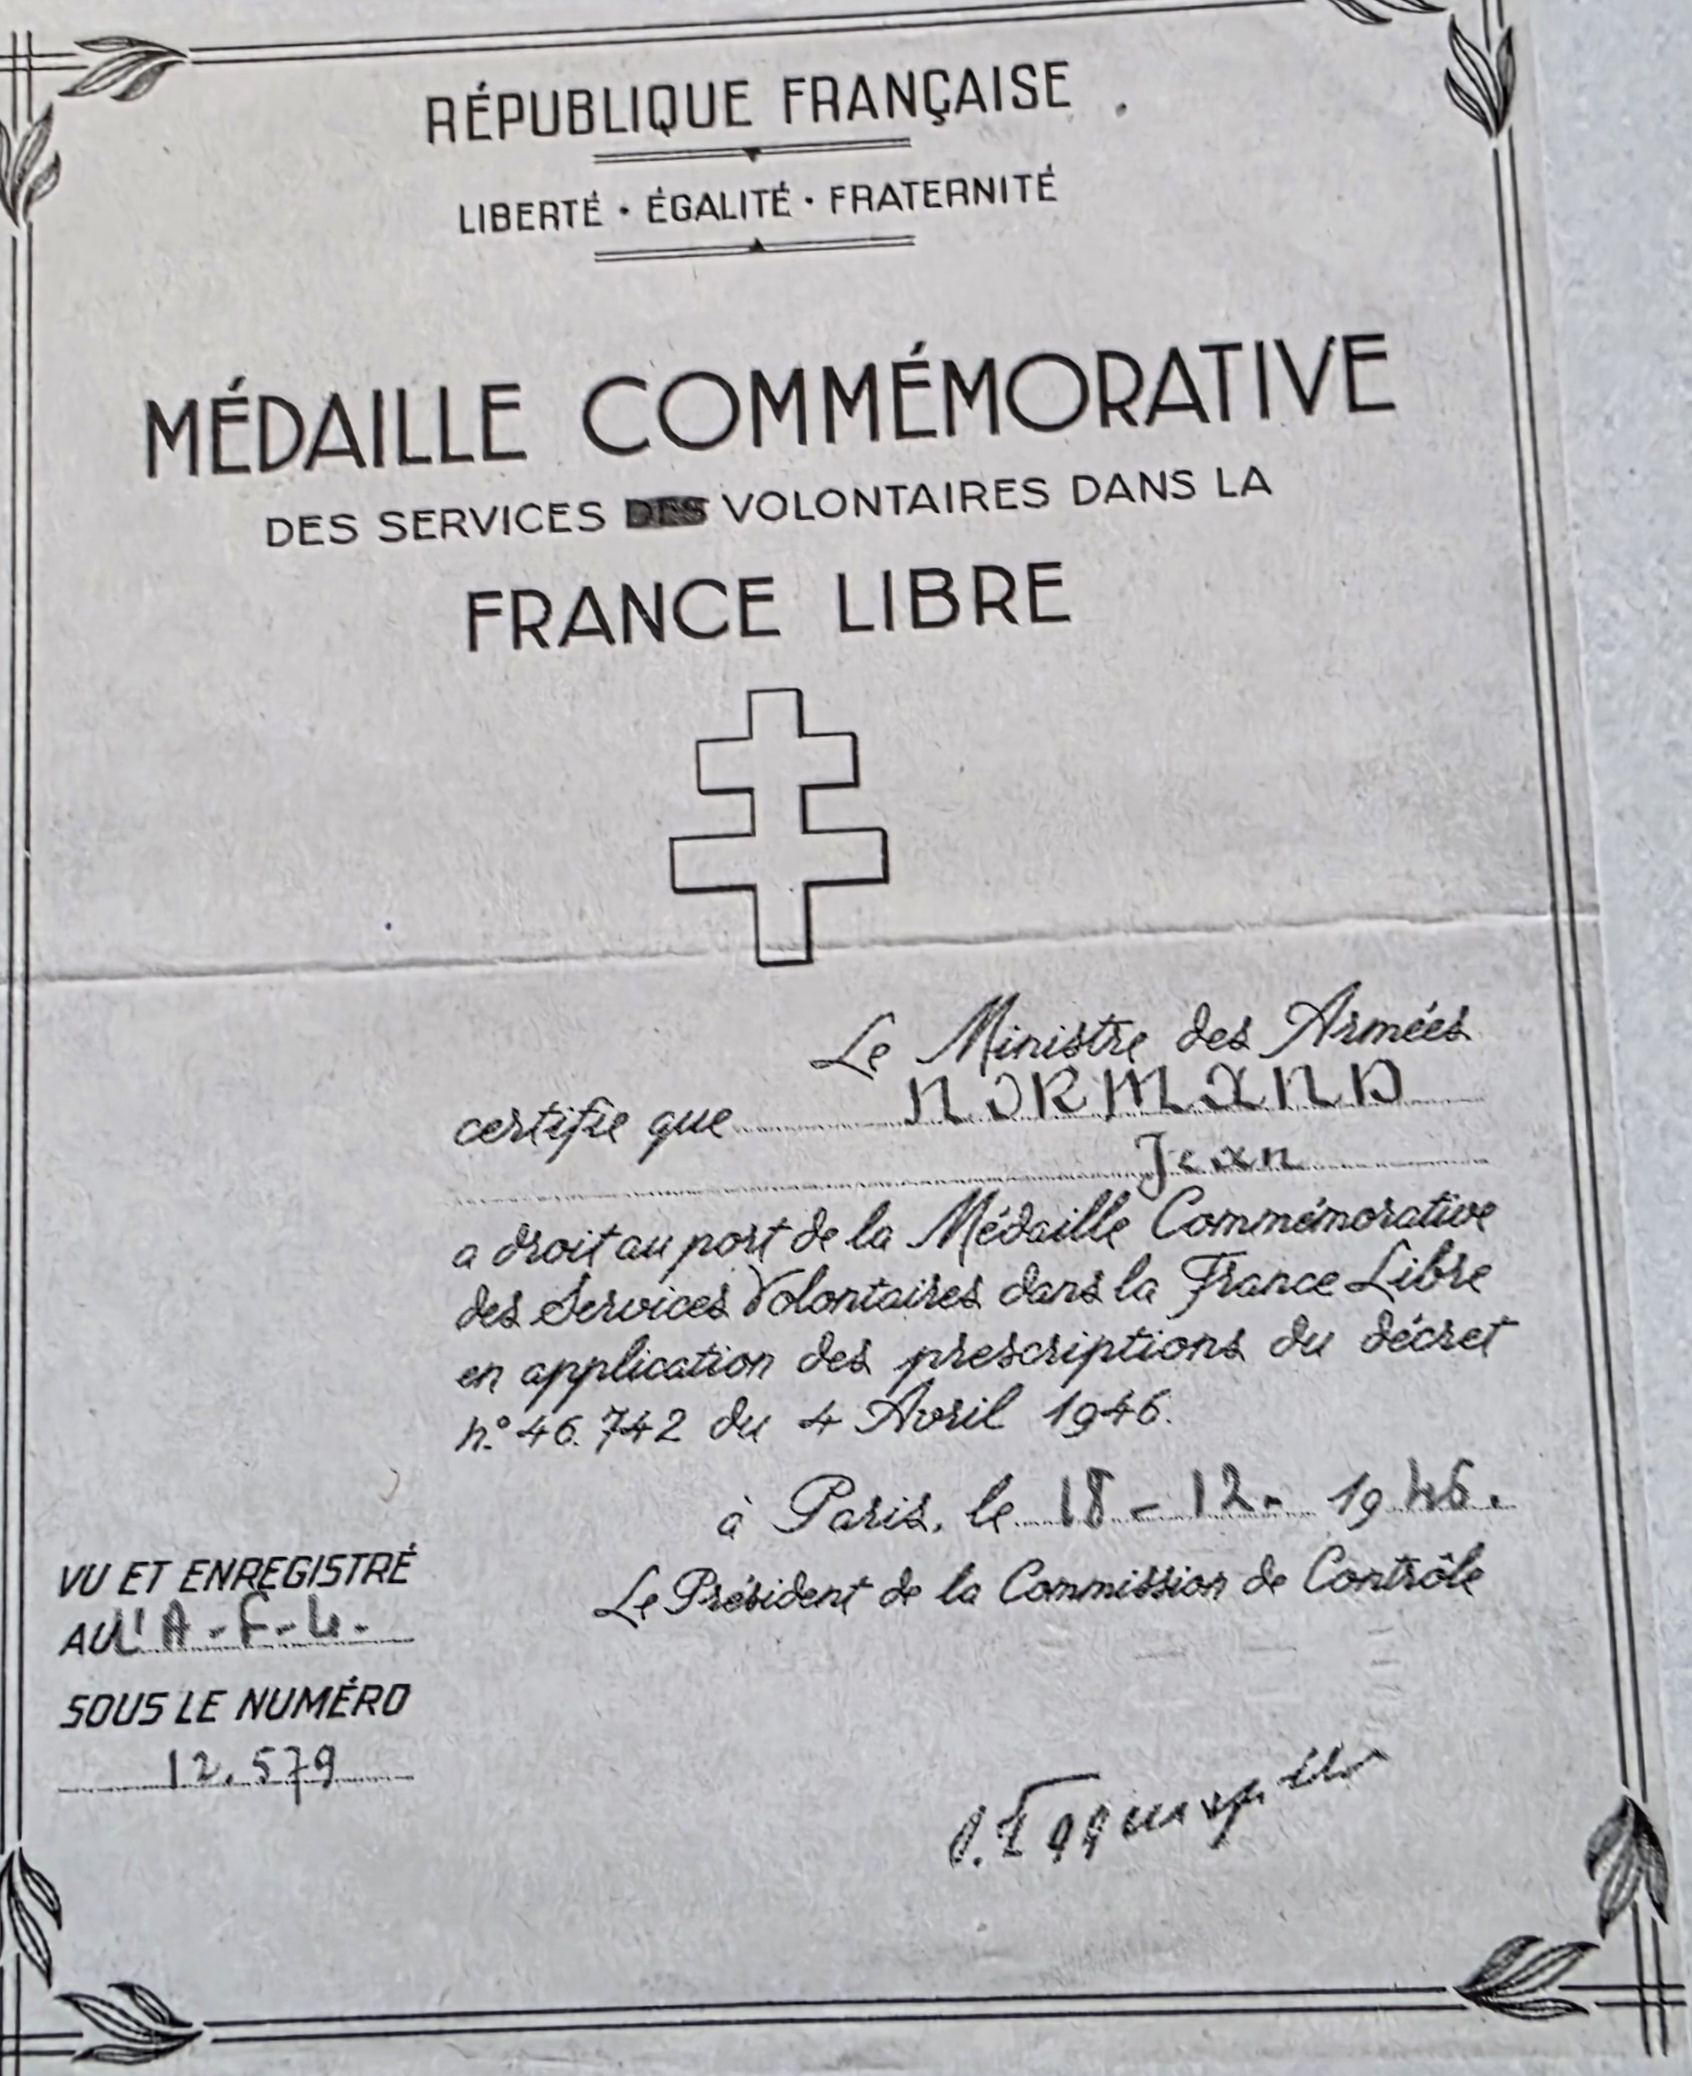 RÉPUBLIQUE FRANÇAISE
LIBERTÉ · ÉGALITÉ · FRATERNITÉ
MÉDAILLE COMMÉMORATIVE
DES SERVICES DES VOLONTAIRES DANS LA
FRANCE LIBRE
Le Ministre des Armées
certifie que NORMAND
Jean
a droit au port de la Médaille Commémorative
des Services Volontaires dans la France Libre
en application des prescriptions du décret
n.º 46.742 du 4 Avril 1946.
à Paris, le 18 - 12 - 1946.
Le Président de la Commission de Contrôle
VU ET ENREGISTRÉ
AU L'A-F-L.
SOUS LE NUMÉRO
12.579